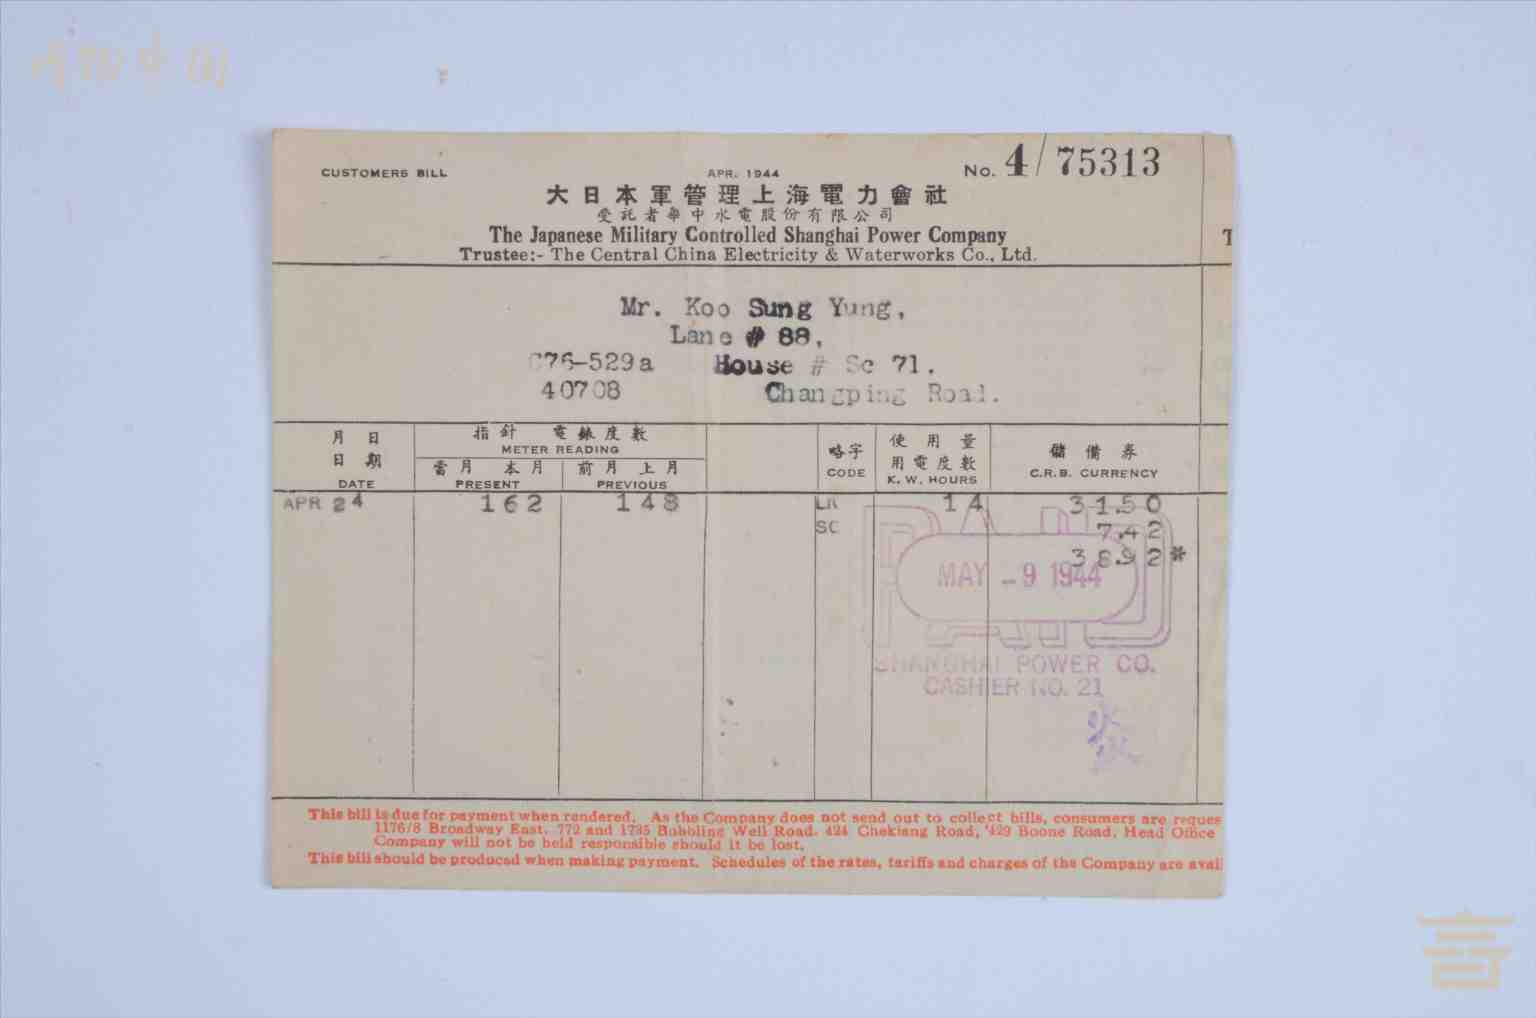 CUSTOMERS BILL
APR. 1944
No. 4/75313
大日本軍管理上海電力會社
受託者華中水電股份有限公司
The Japanese Military Controlled Shanghai Power Company
Trustee:- The Central China Electricity & Waterworks Co., Ltd.
Mr. Koo Sung Yung,
Lane # 88,
76-529a House # Sc 71.
40708 Changping Road.
月 日
日 期
DATE
指針 電錶度數
METER READING
當月 本月
PRESENT
前月 上月
PREVIOUS
略字
CODE
使用量
用電度數
K. W. HOURS
儲備券
C.R.B. CURRENCY
APR 24 162 148 LR 14 31.50
SC 7.42
38.92*
MAY - 9 1944
PAID
SHANGHAI POWER CO.
CASHIER NO. 21
This bill is due for payment when rendered. As the Company does not send out to collect bills, consumers are reques
1176/8 Broadway East, 772 and 1735 Bubbling Well Road, 424 Chekiang Road, 429 Boone Road, Head Office
Company will not be held responsible should it be lost.
This bill should be produced when making payment. Schedules of the rates, tariffs and charges of the Company are avail